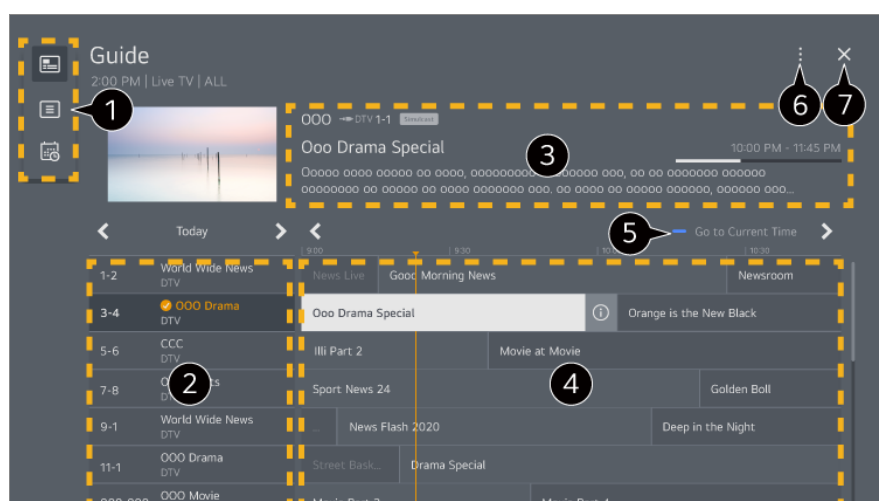 Guide
2:00 PM | Live TV | ALL
1
6
7
OOO DTV 1-1 Simulcast
Ooo Drama Special
3
10:00 PM - 11:45 PM
Today
5
Go to Current Time
9:00 9:30 10:30
1-2 World Wide News
DTV
News Live Good Morning News Newsroom
3-4 OOO Drama
DTV
Ooo Drama Special Orange is the New Black
5-6 CCC
DTV
Illi Part 2 Movie at Movie
7-8
2
Sport News 24 4 Golden Boll
9-1 World Wide News
DTV
... News Flash 2020 Deep in the Night
11-1 OOO Drama
DTV
Street Bask... Drama Special
OOO Movie